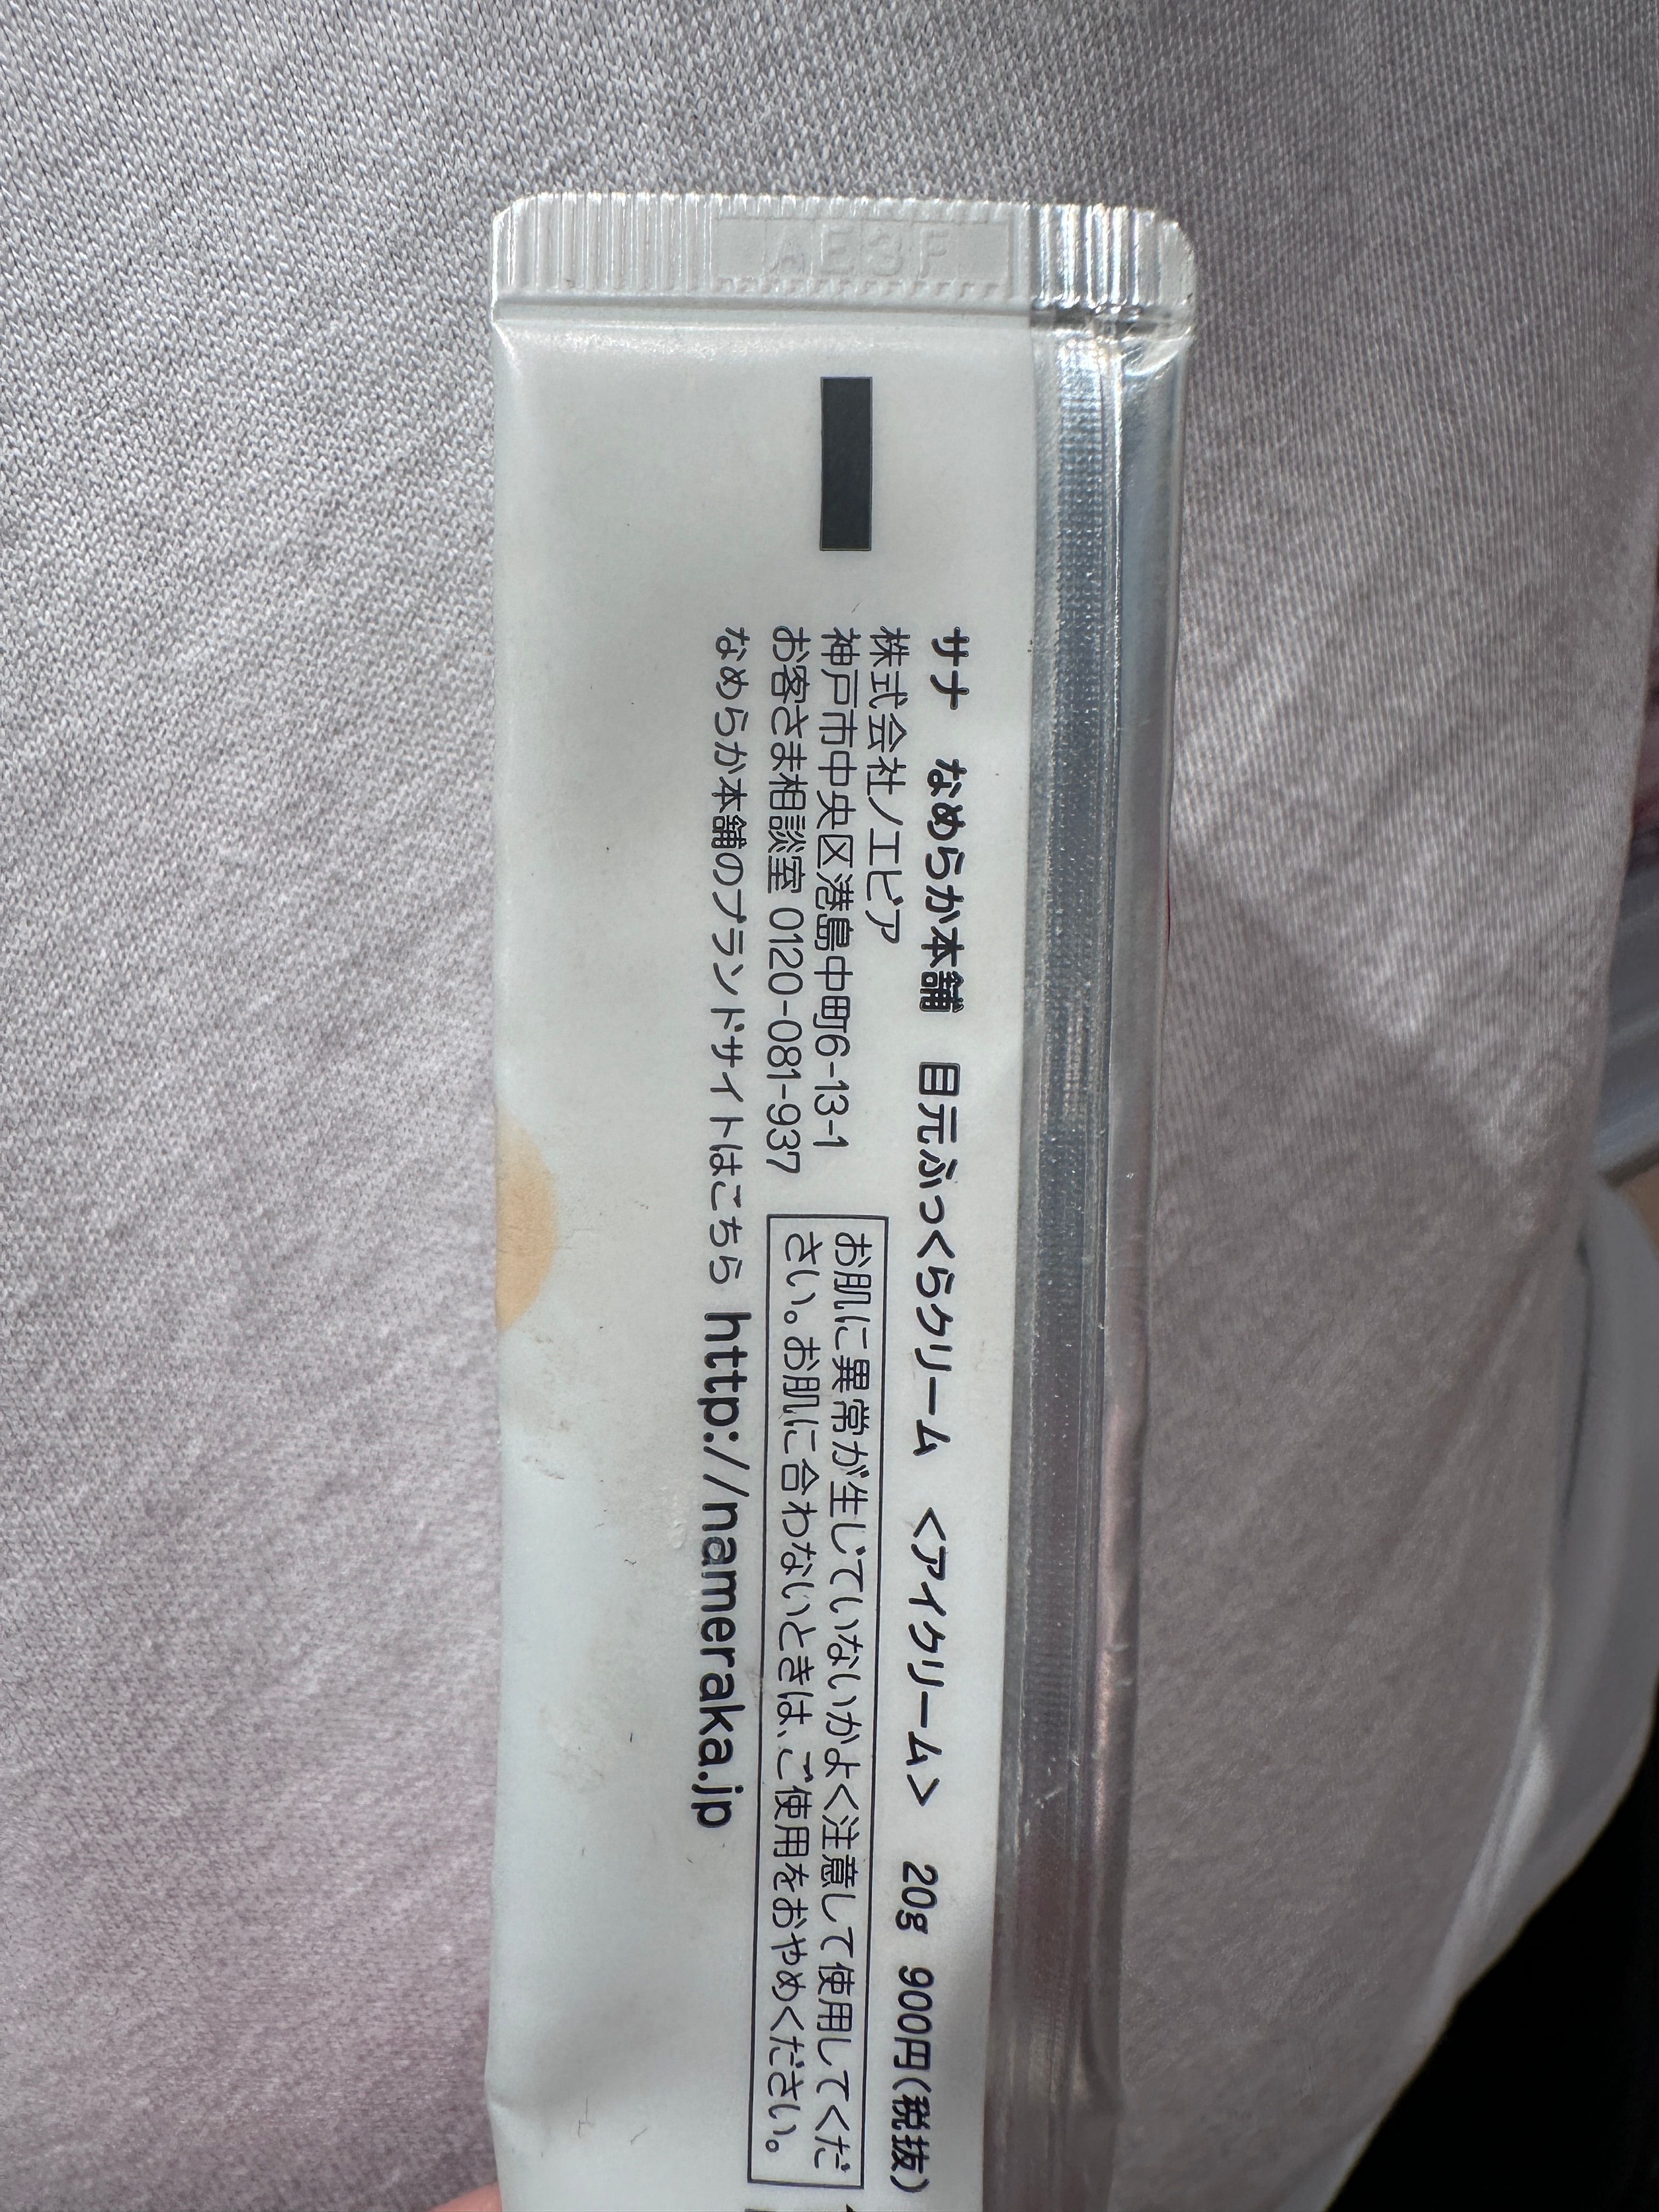 AE3F
サナ なめらか本舗 目元ふっくらクリーム <アイクリーム> 20g 900円(税抜)
株式会社ノエビア
神戸市中央区港島中町6-13-1
お客さま相談室 0120-081-937
なめらか本舗のブランドサイトはこちら http://nameraka.jp
お肌に異常が生じていないかよく注意して使用してくだ
さい。お肌に合わないときは、ご使用をおやめください。